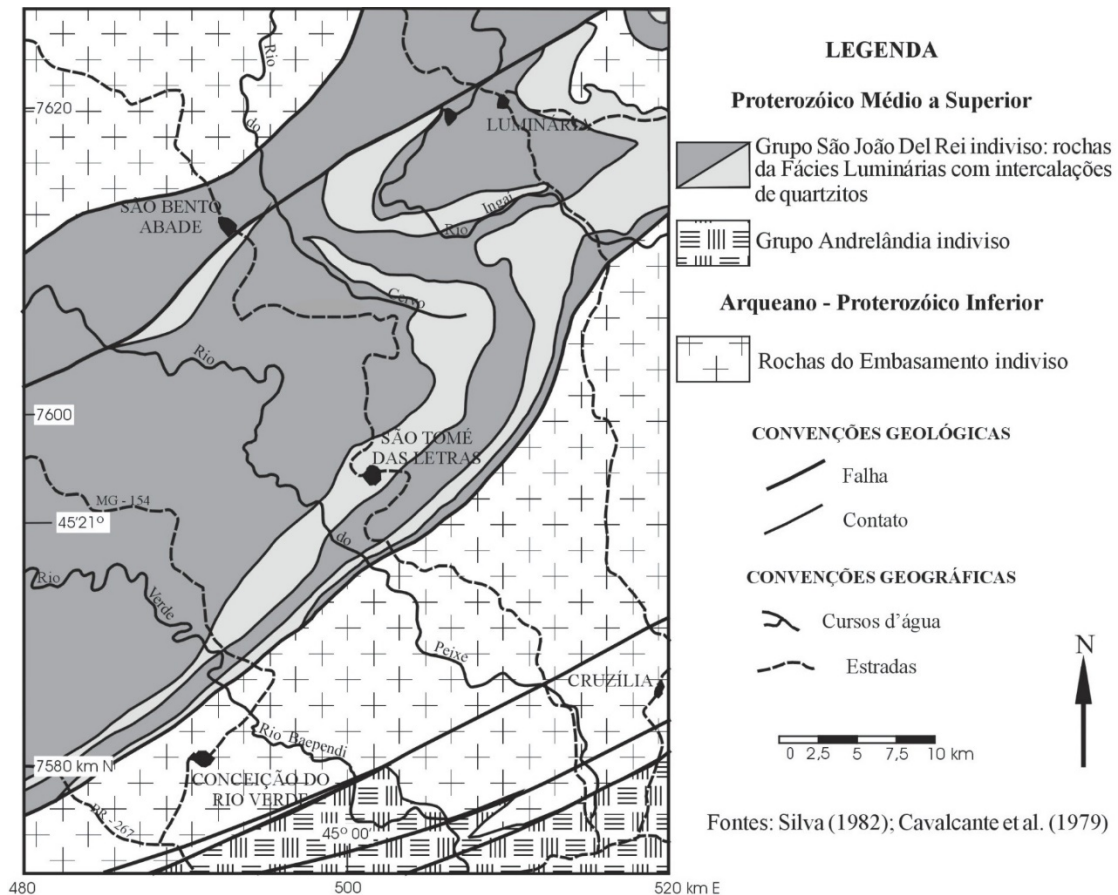 Rio
do
7620
LUMINÁRIA
SÃO BENTO
ABADE
Ingaí
Rio
Cervo
Rio
7600
SÃO TOMÉ
DAS LETRAS
MG - 154
45'21º
do
Rio
Verde
Peixe
CRUZÍLIA
Rio Baependi
7580 km N
CONCEIÇÃO DO
RIO VERDE
BR - 267
45º 00'
480
500
520 km E
LEGENDA
Proterozóico Médio a Superior
Grupo São João Del Rei indiviso: rochas
da Fácies Luminárias com intercalações
de quartzitos
Grupo Andrelândia indiviso
Arqueano - Proterozóico Inferior
Rochas do Embasamento indiviso
CONVENÇÕES GEOLÓGICAS
Falha
Contato
CONVENÇÕES GEOGRÁFICAS
Cursos d'água
Estradas
N
0 2,5 5 7,5 10 km
Fontes: Silva (1982); Cavalcante et al. (1979)